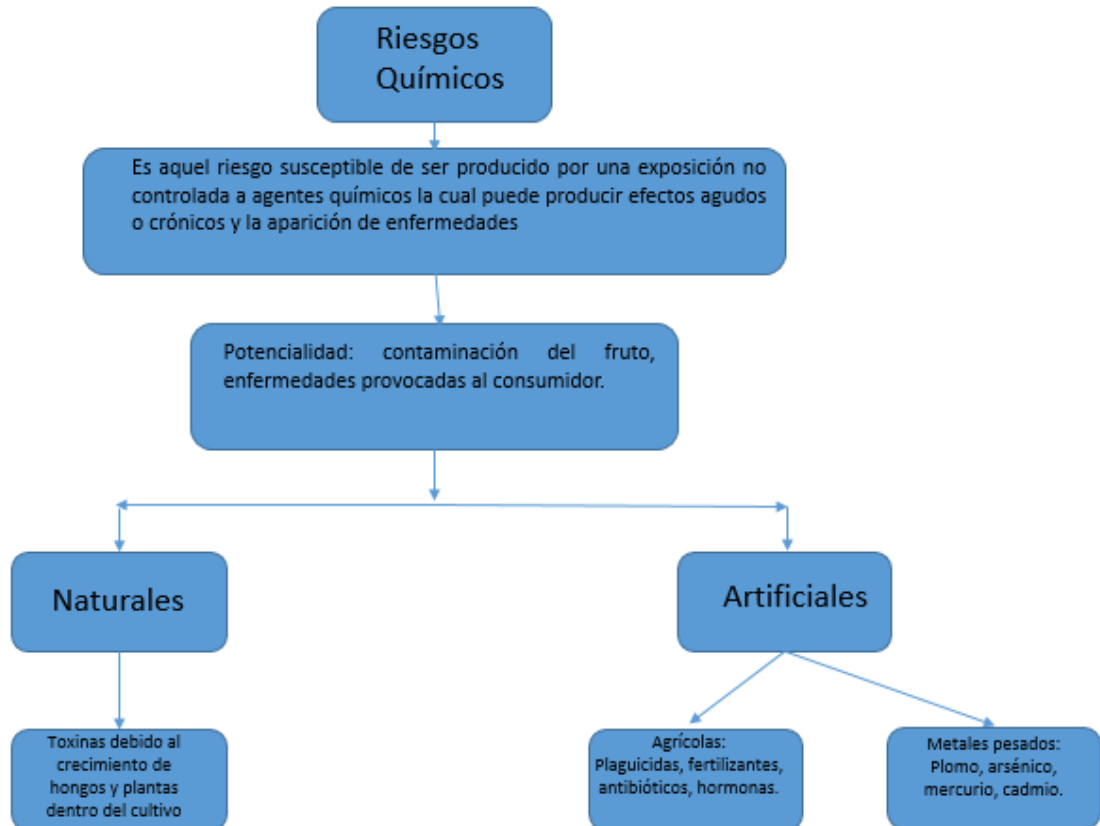 Riesgos
Químicos
Es aquel riesgo susceptible de ser producido por una exposición no
controlada a agentes químicos la cual puede producir efectos agudos
o crónicos y la aparición de enfermedades
Potencialidad: contaminación del fruto,
enfermedades provocadas al consumidor.
Naturales
Artificiales
Toxinas debido al
crecimiento de
hongos y plantas
dentro del cultivo
Agrícolas:
Plaguicidas, fertilizantes,
antibióticos, hormonas.
Metales pesados:
Plomo, arsénico,
mercurio, cadmio.